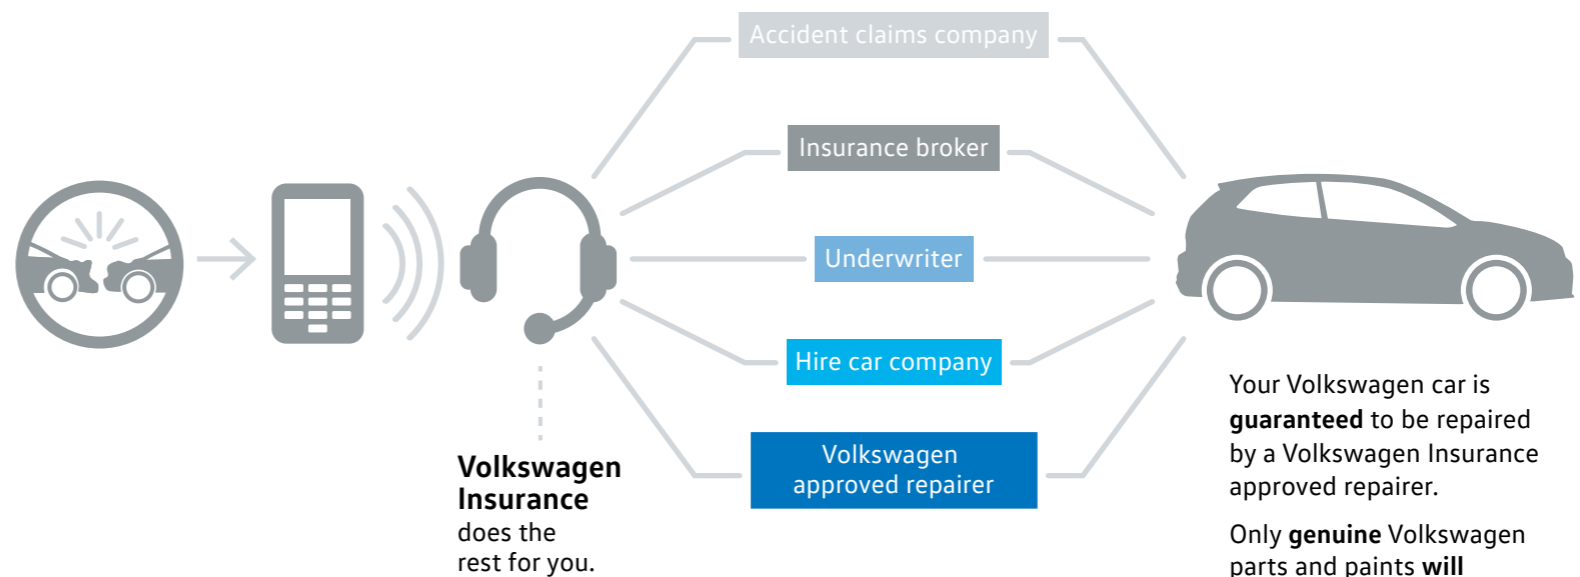 Accident claims company
Insurance broker
Underwriter
Hire car company
Volkswagen
approved repairer
Volkswagen
Insurance
does the
rest for you.
Your Volkswagen car is
guaranteed to be repaired
by a Volkswagen Insurance
approved repairer.
Only genuine Volkswagen
parts and paints will